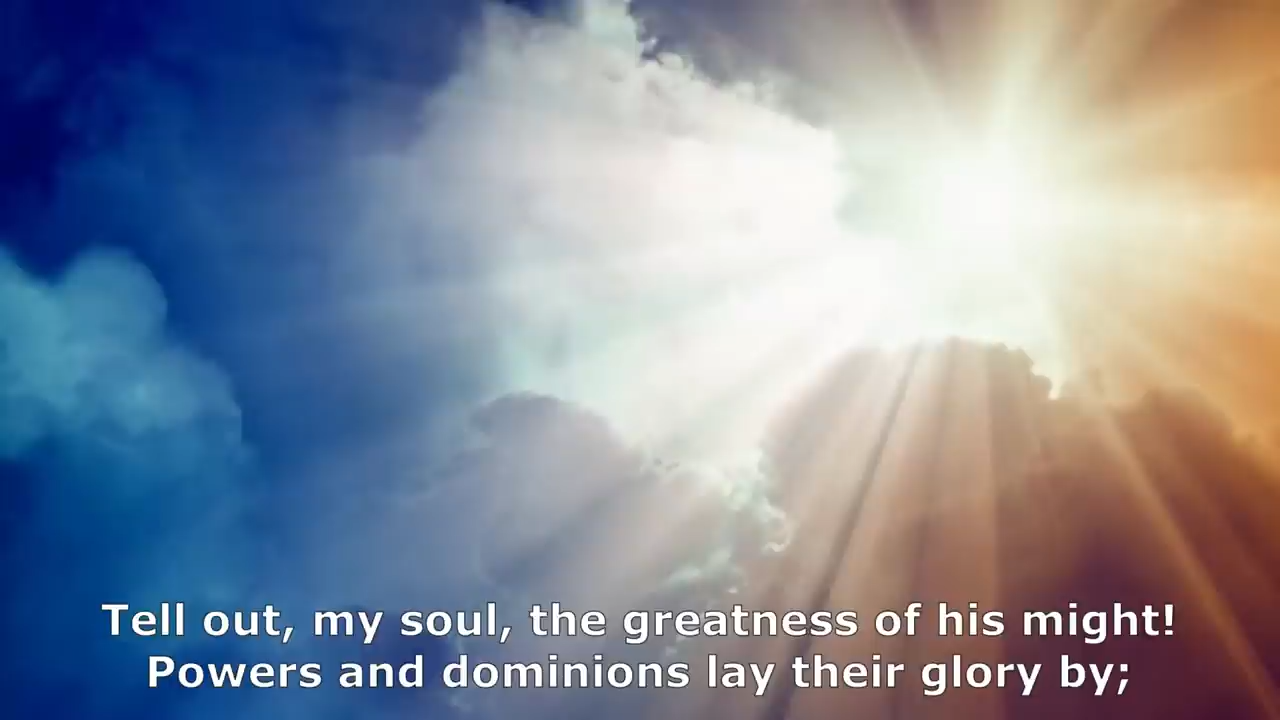 Tell out, my soul, the greatness of his might!
Powers and dominions lay their glory by;